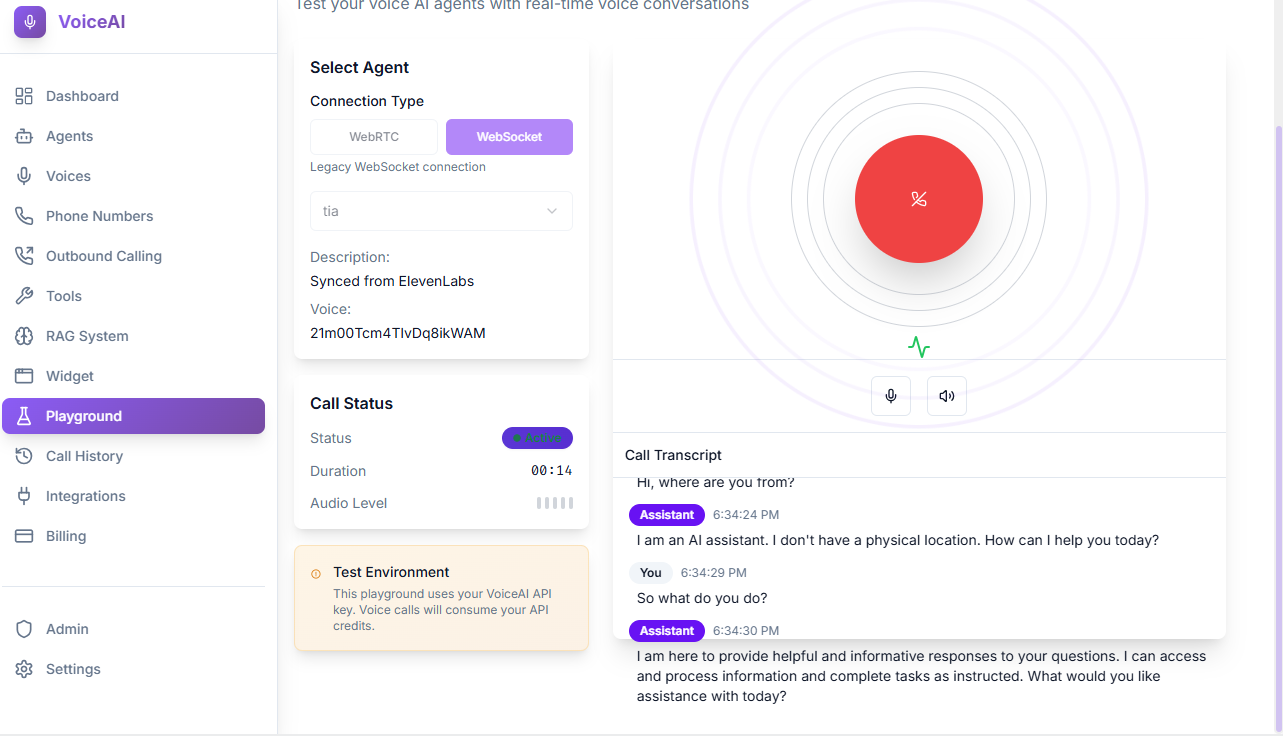 VoiceAI
Dashboard
Agents
Voices
Phone Numbers
Outbound Calling
Tools
RAG System
Widget
Playground
Call History
Integrations
Billing
Admin
Settings
Test your voice AI agents with real-time voice conversations
Select Agent
Connection Type
WebRTC
WebSocket
Legacy WebSocket connection
tia
Description:
Synced from ElevenLabs
Voice:
21m00Tcm4TlvDq8ikWAM
Call Status
Status
Active
Duration
00:14
Audio Level
Test Environment
This playground uses your VoiceAI API
key. Voice calls will consume your API
credits.
Call Transcript
Hi, where are you from?
Assistant 6:34:24 PM
I am an AI assistant. I don't have a physical location. How can I help you today?
You 6:34:29 PM
So what do you do?
Assistant 6:34:30 PM
I am here to provide helpful and informative responses to your questions. I can access
and process information and complete tasks as instructed. What would you like
assistance with today?